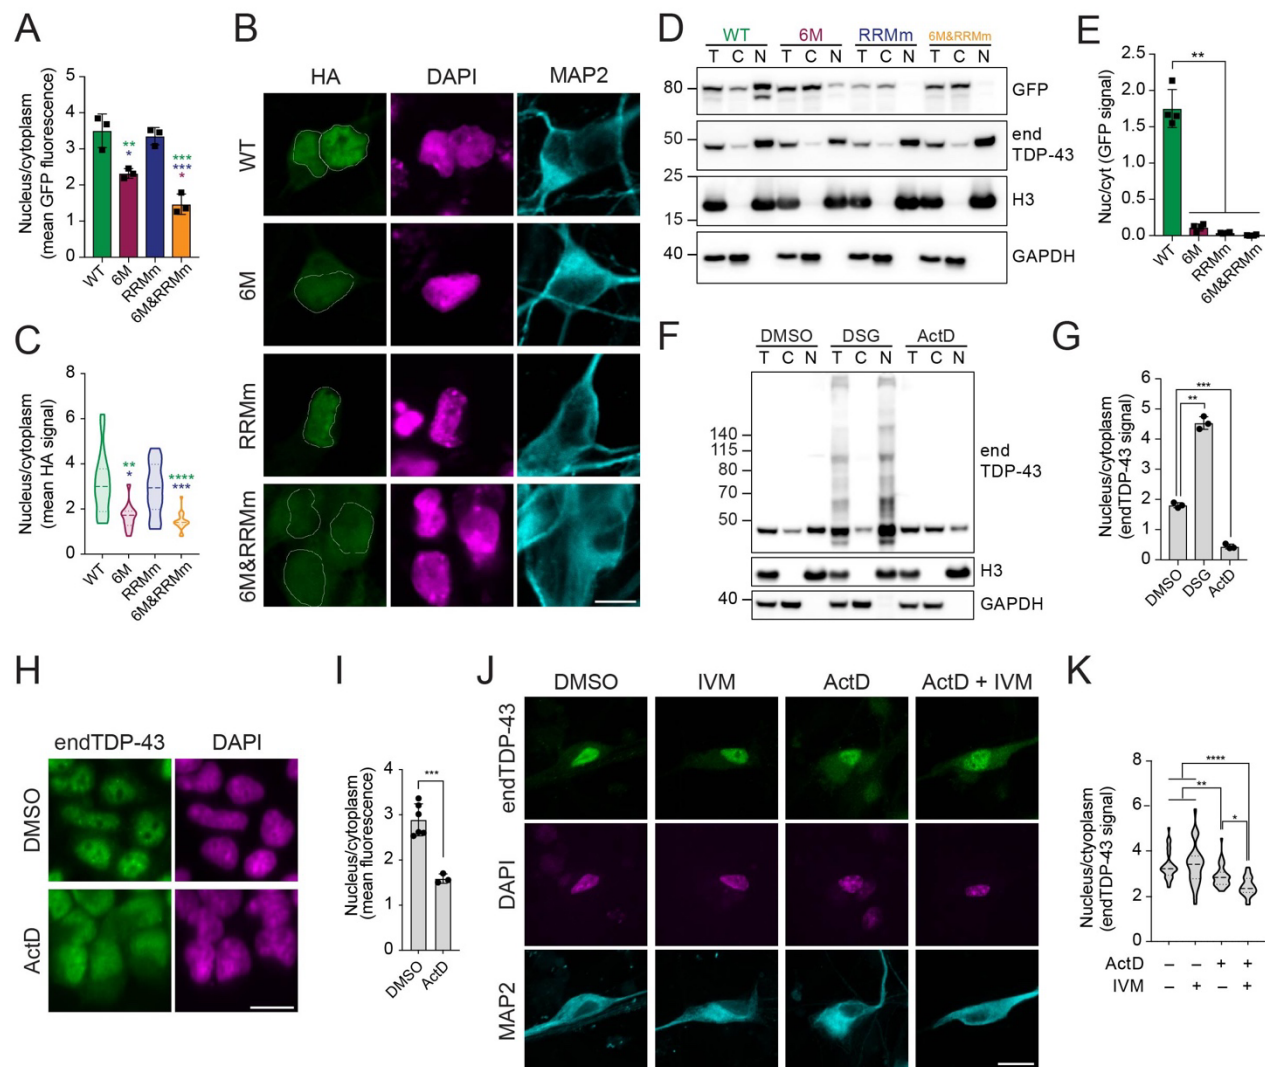 A
Nucleus/cytoplasm
(mean GFP fluorescence)
5
4
3
2
1
0
**
*
***
***
*
WT
6M
RRMm
6M&RRMm
B
HA
DAPI
MAP2
WT
6M
RRMm
6M&RRMm
C
Nucleus/cytoplasm
(mean HA signal)
8
6
4
2
0
**
*
****
***
WT
6M
RRMm
6M&RRMm
D
WT
6M
RRMm
6M&RRMm
T C N T C N T C N T C N
80
GFP
50
end
TDP-43
25
H3
15
40
GAPDH
E
Nuc/cyt (GFP signal)
2.5
2.0
1.5
1.0
0.5
0.0
**
WT
6M
RRMm
6M&RRMm
F
DMSO
DSG
ActD
T C N T C N T C N
140
115
80
70
50
end
TDP-43
H3
40
GAPDH
G
Nucleus/cytoplasm
(endTDP-43 signal)
6
5
4
3
2
1
0
***
**
DMSO
DSG
ActD
H
endTDP-43
DAPI
DMSO
ActD
I
Nucleus/cytoplasm
(mean fluorescence)
4
3
2
1
0
***
DMSO
ActD
J
DMSO
IVM
ActD
ActD + IVM
endTDP-43
DAPI
MAP2
K
Nucleus/ctyoplasm
(endTDP-43 signal)
8
6
4
2
0
****
**
*
ActD – – + +
IVM – + – +